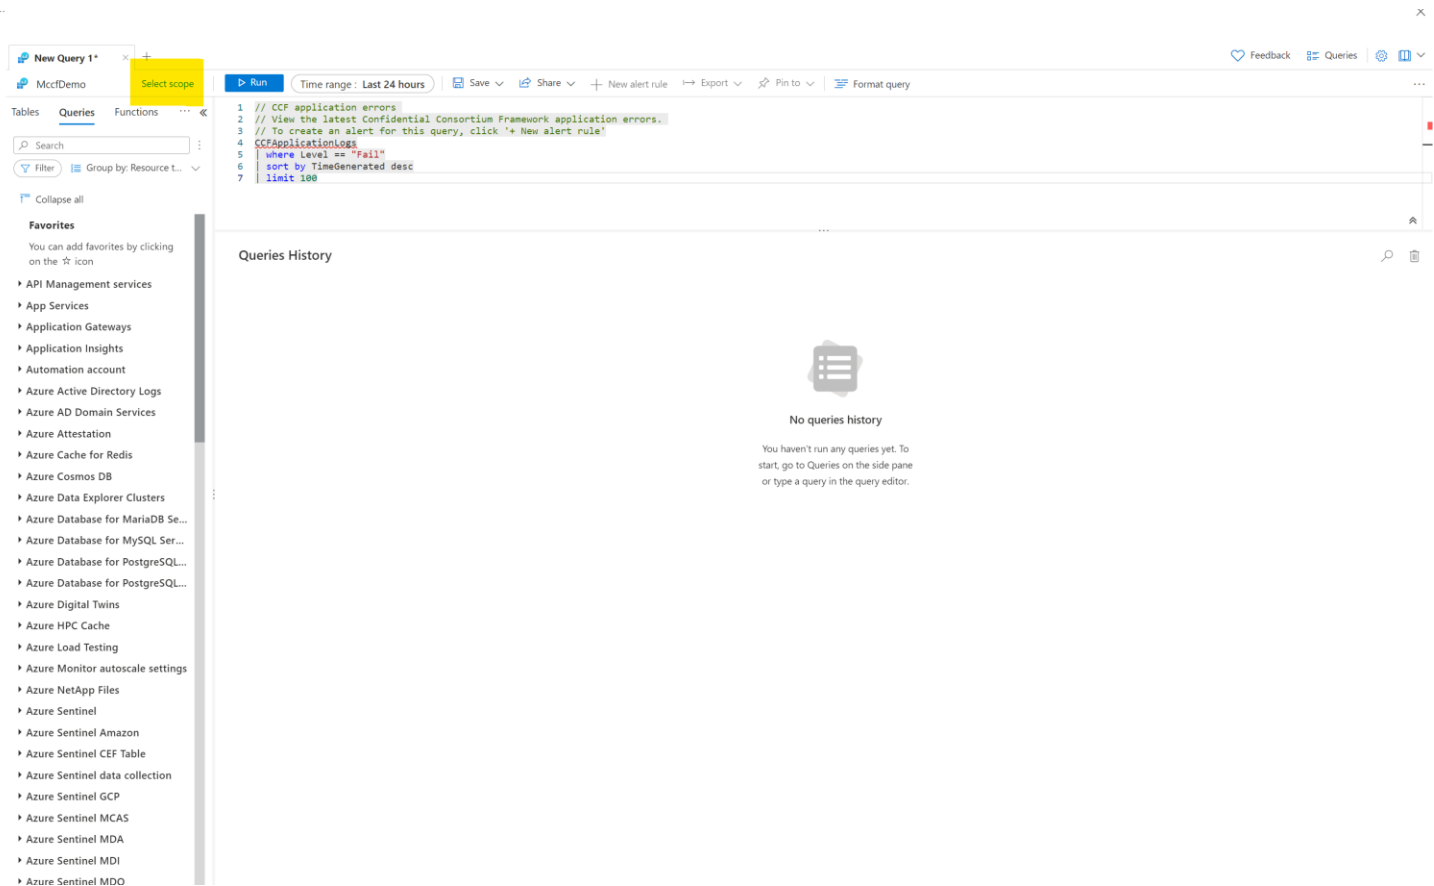 New Query 1*
Feedback
Queries
MccfDemo
Select scope
Run
Time range : Last 24 hours
Save
Share
New alert rule
Export
Pin to
Format query
Tables
Queries
Functions
Search
Filter
Group by: Resource t...
Collapse all
Favorites
You can add favorites by clicking
on the ☆ icon
API Management services
App Services
Application Gateways
Application Insights
Automation account
Azure Active Directory Logs
Azure AD Domain Services
Azure Attestation
Azure Cache for Redis
Azure Cosmos DB
Azure Data Explorer Clusters
Azure Database for MariaDB Se...
Azure Database for MySQL Ser...
Azure Database for PostgreSQL...
Azure Database for PostgreSQL...
Azure Digital Twins
Azure HPC Cache
Azure Load Testing
Azure Monitor autoscale settings
Azure NetApp Files
Azure Sentinel
Azure Sentinel Amazon
Azure Sentinel CEF Table
Azure Sentinel data collection
Azure Sentinel GCP
Azure Sentinel MCAS
Azure Sentinel MDA
Azure Sentinel MDI
Azure Sentinel MDO
1 // CCF application errors
2 // View the latest Confidential Consortium Framework application errors.
3 // To create an alert for this query, click '+ New alert rule'
4 CCFApplicationLogs
5 | where Level == "Fail"
6 | sort by TimeGenerated desc
7 | limit 100
Queries History
No queries history
You haven't run any queries yet. To
start, go to Queries on the side pane
or type a query in the query editor.